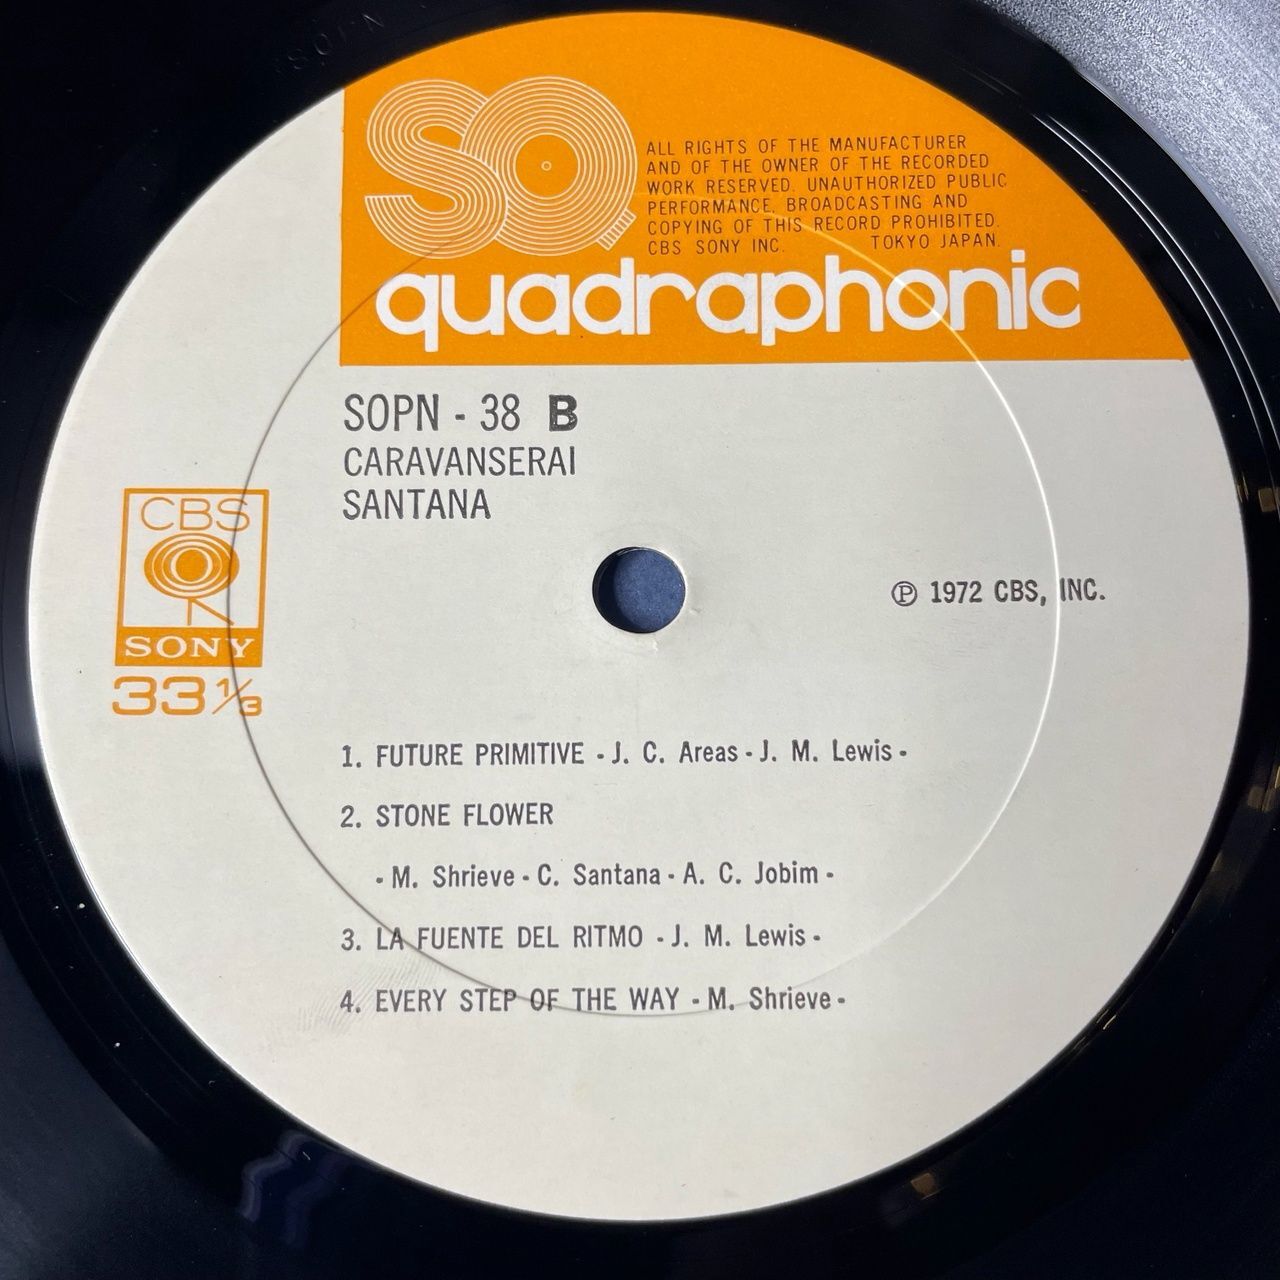 SOPN
SQ
ALL RIGHTS OF THE MANUFACTURER
AND OF THE OWNER OF THE RECORDED
WORK RESERVED. UNAUTHORIZED PUBLIC
PERFORMANCE, BROADCASTING AND
COPYING OF THIS RECORD PROHIBITED.
CBS SONY INC. TOKYO JAPAN.
quadraphonic
SOPN - 38 B
CARAVANSERAI
SANTANA
CBS
SONY
33 1/3
℗ 1972 CBS, INC.
1. FUTURE PRIMITIVE - J. C. Areas - J. M. Lewis -
2. STONE FLOWER
- M. Shrieve - C. Santana - A. C. Jobim -
3. LA FUENTE DEL RITMO - J. M. Lewis -
4. EVERY STEP OF THE WAY - M. Shrieve -